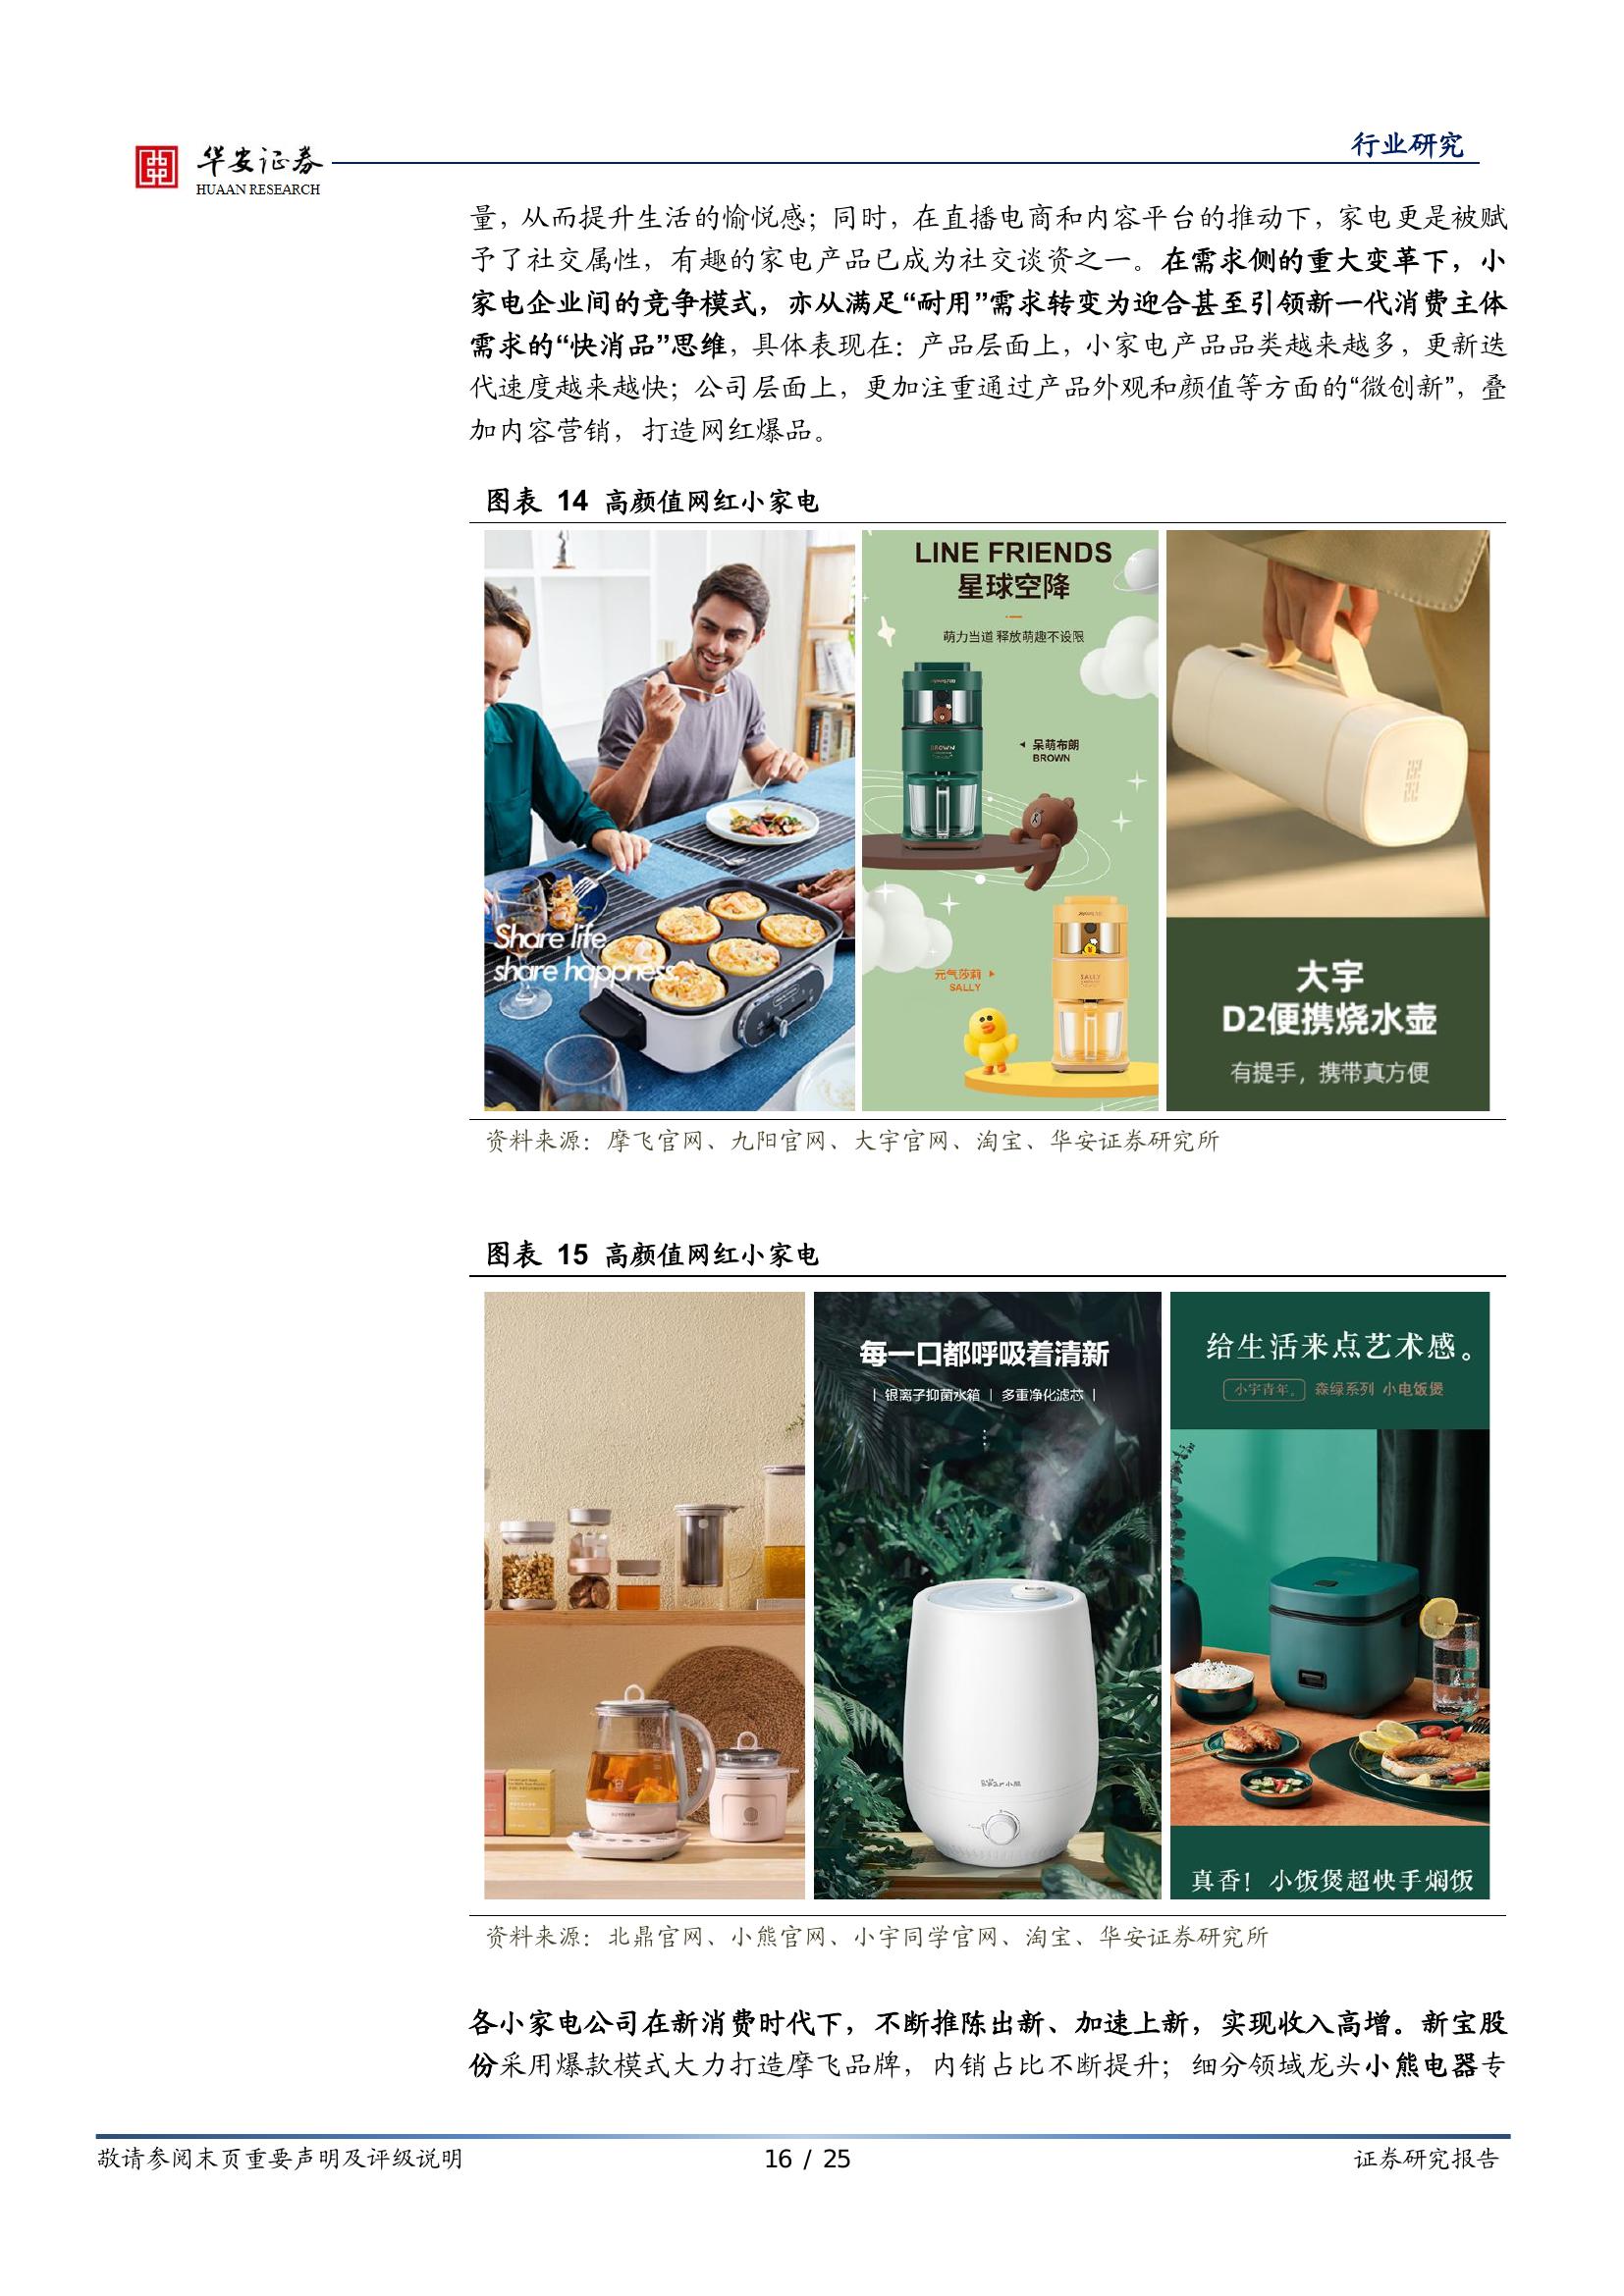 华安证券
HUAAN RESEARCH
行业研究
量，从而提升生活的愉悦感；同时，在直播电商和内容平台的推动下，家电更是被赋
予了社交属性，有趣的家电产品已成为社交谈资之一。在需求侧的重大变革下，小
家电企业间的竞争模式，亦从满足“耐用”需求转变为迎合甚至引领新一代消费主体
需求的“快消品”思维，具体表现在：产品层面上，小家电产品品类越来越多，更新迭
代速度越来越快；公司层面上，更加注重通过产品外观和颜值等方面的“微创新”，叠
加内容营销，打造网红爆品。
图表 14 高颜值网红小家电
Share life
share happness.
LINE FRIENDS
星球空降
萌力当道 释放萌趣不设限
BROWN
呆萌布朗
BROWN
元气莎莉
SALLY
SALLY
大宇
D2便携烧水壶
有提手，携带真方便
资料来源：摩飞官网、九阳官网、大宇官网、淘宝、华安证券研究所
图表 15 高颜值网红小家电
每一口都呼吸着清新
| 银离子抑菌水箱 | 多重净化滤芯 |
Bear小熊
给生活来点艺术感。
小宇青年。 森绿系列 小电饭煲
真香！小饭煲超快手焖饭
资料来源：北鼎官网、小熊官网、小宇同学官网、淘宝、华安证券研究所
各小家电公司在新消费时代下，不断推陈出新、加速上新，实现收入高增。新宝股
份采用爆款模式大力打造摩飞品牌，内销占比不断提升；细分领域龙头小熊电器专
敬请参阅末页重要声明及评级说明
16 / 25
证券研究报告